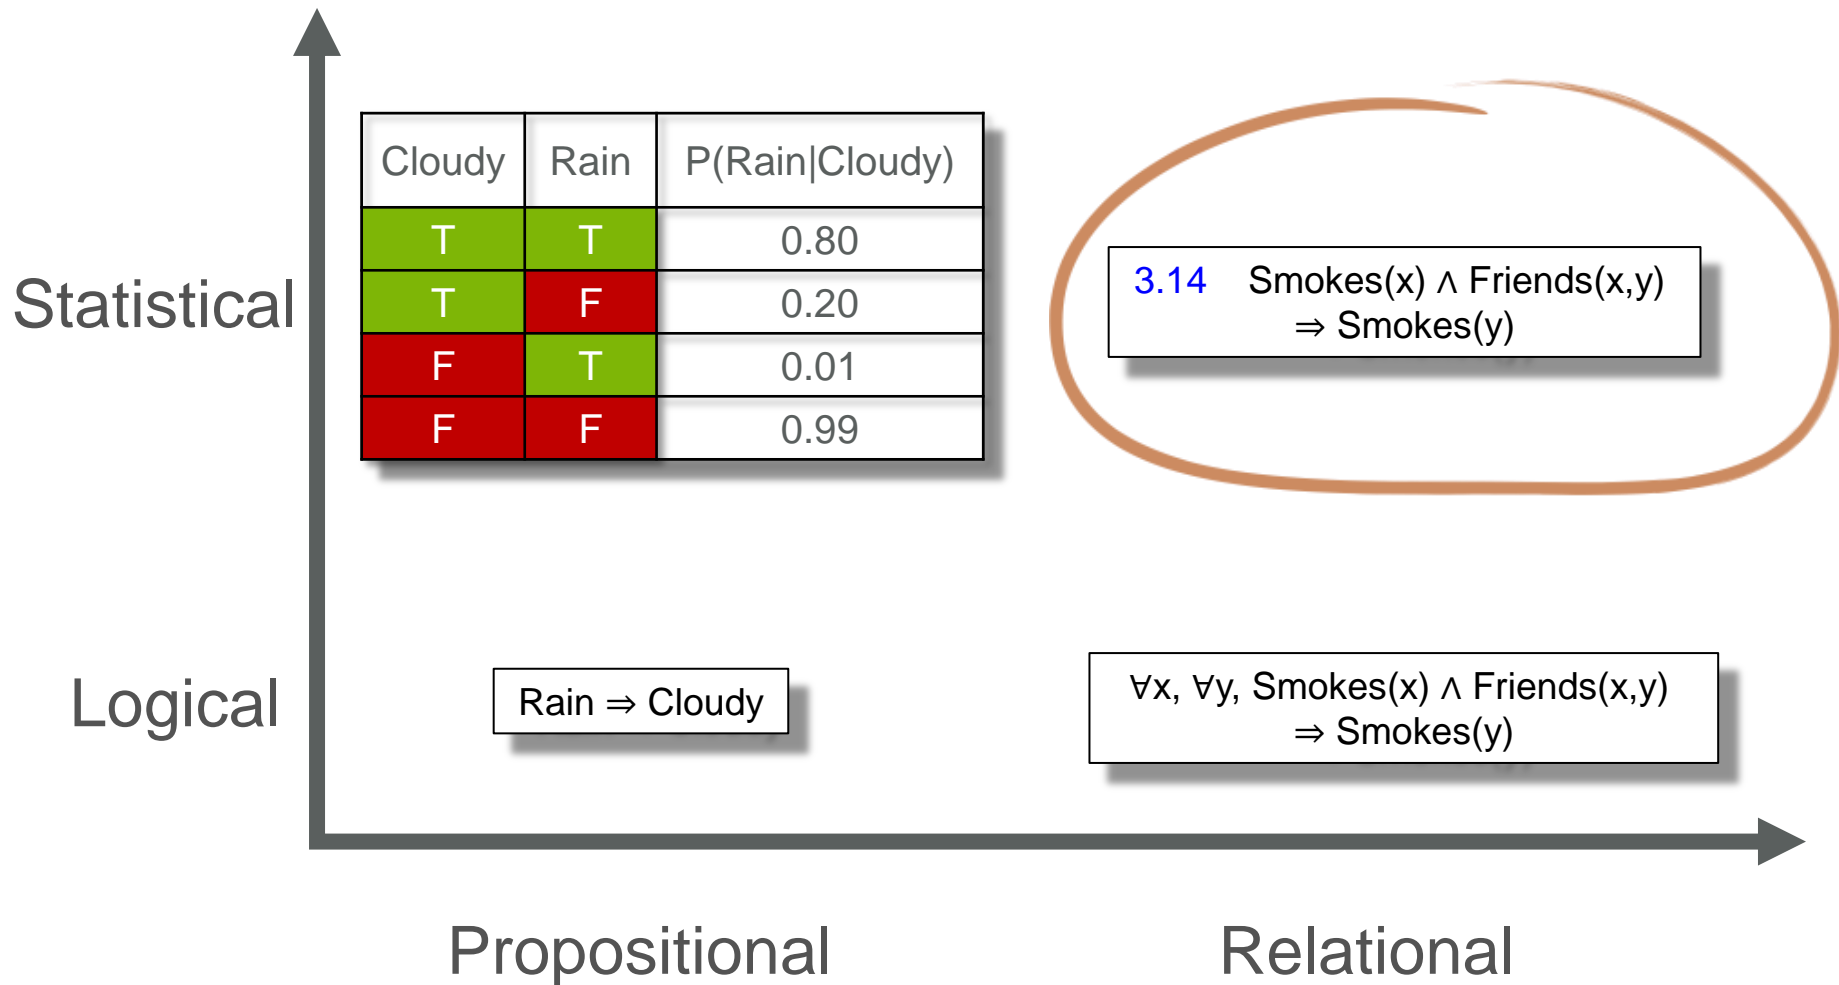 Cloudy Rain P(Rain|Cloudy)
T T 0.80
T F 0.20
F T 0.01
F F 0.99
Statistical
3.14 Smokes(x) ∧ Friends(x,y)
⇒ Smokes(y)
Logical
Rain ⇒ Cloudy
∀x, ∀y, Smokes(x) ∧ Friends(x,y)
⇒ Smokes(y)
Propositional
Relational